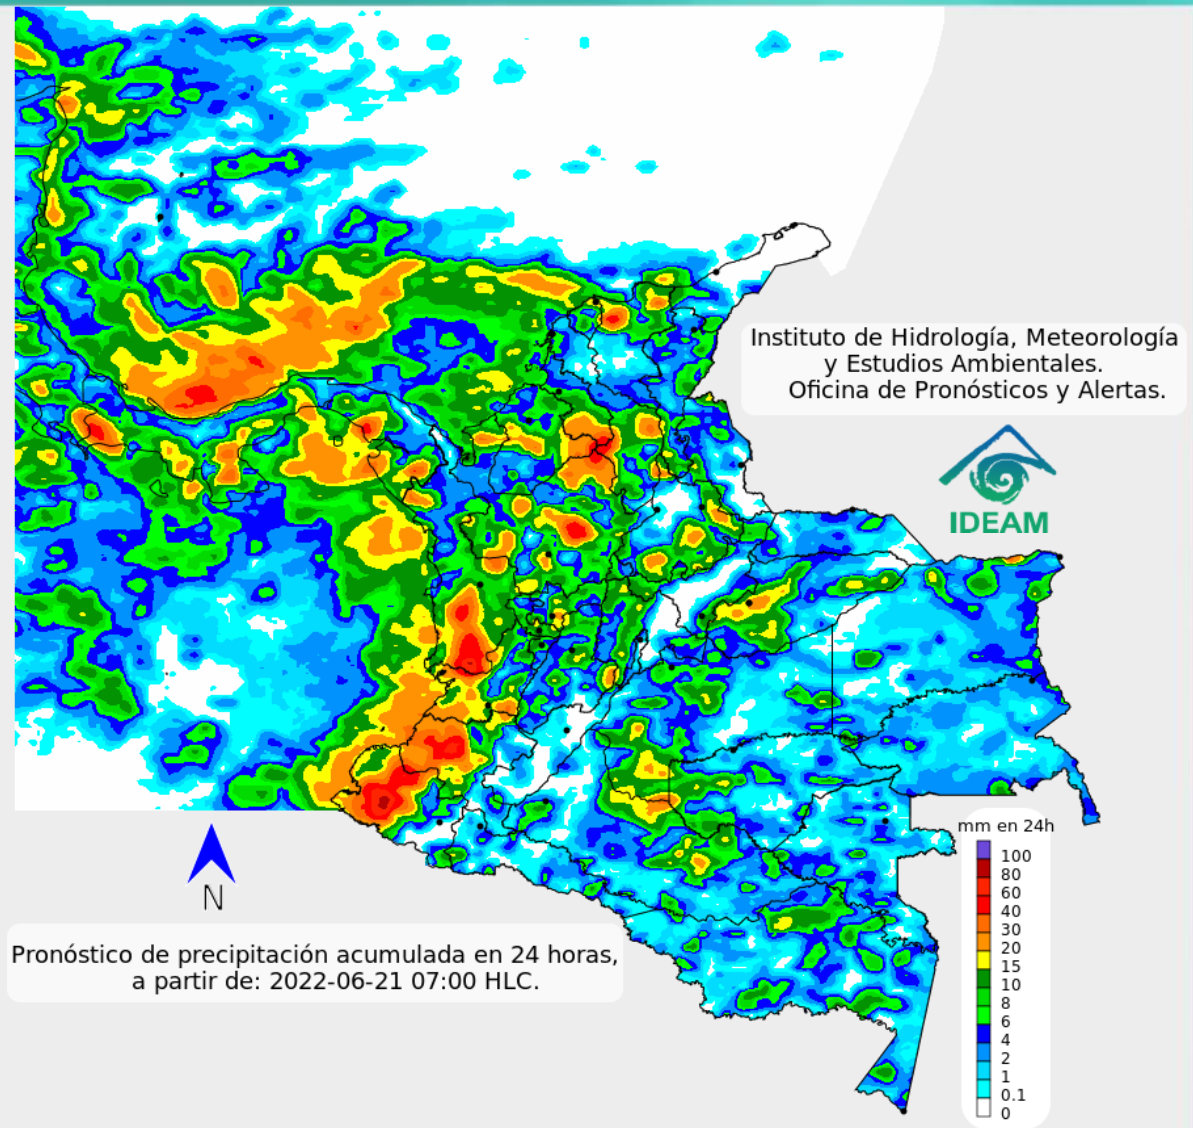 Instituto de Hidrología, Meteorología
y Estudios Ambientales.
Oficina de Pronósticos y Alertas.
IDEAM
mm en 24h
100
80
60
40
30
20
15
10
8
6
4
2
1
0.1
0
N
Pronóstico de precipitación acumulada en 24 horas,
a partir de: 2022-06-21 07:00 HLC.